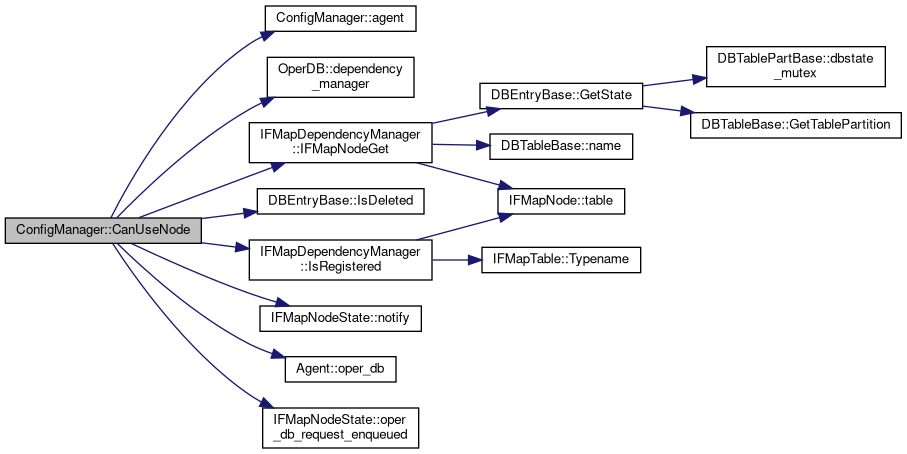 ConfigManager::agent
OperDB::dependency
_manager
IFMapDependencyManager
::IFMapNodeGet
DBEntryBase::GetState
DBTablePartBase::dbstate
_mutex
DBTableBase::GetTablePartition
DBTableBase::name
DBEntryBase::IsDeleted
IFMapNode::table
ConfigManager::CanUseNode
IFMapDependencyManager
::IsRegistered
IFMapTable::Typename
IFMapNodeState::notify
Agent::oper_db
IFMapNodeState::oper
_db_request_enqueued